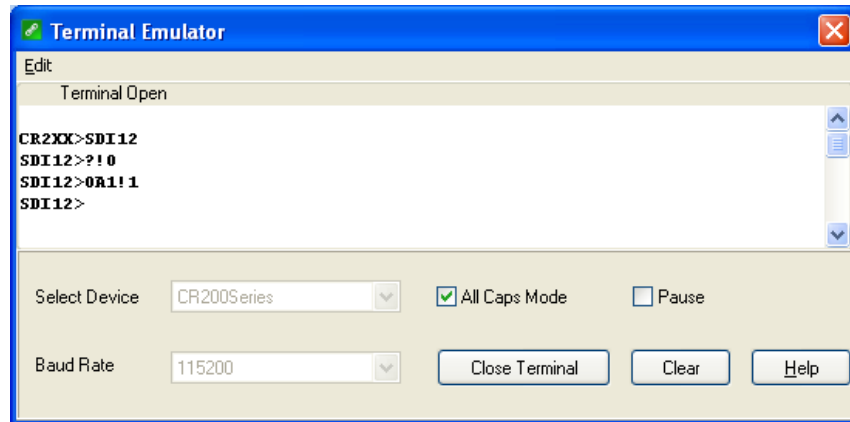 Terminal Emulator
Edit
Terminal Open
CR2XX>SDI12
SDI12>?!0
SDI12>0A1!1
SDI12>
Select Device CR200Series All Caps Mode Pause
Baud Rate 115200 Close Terminal Clear Help